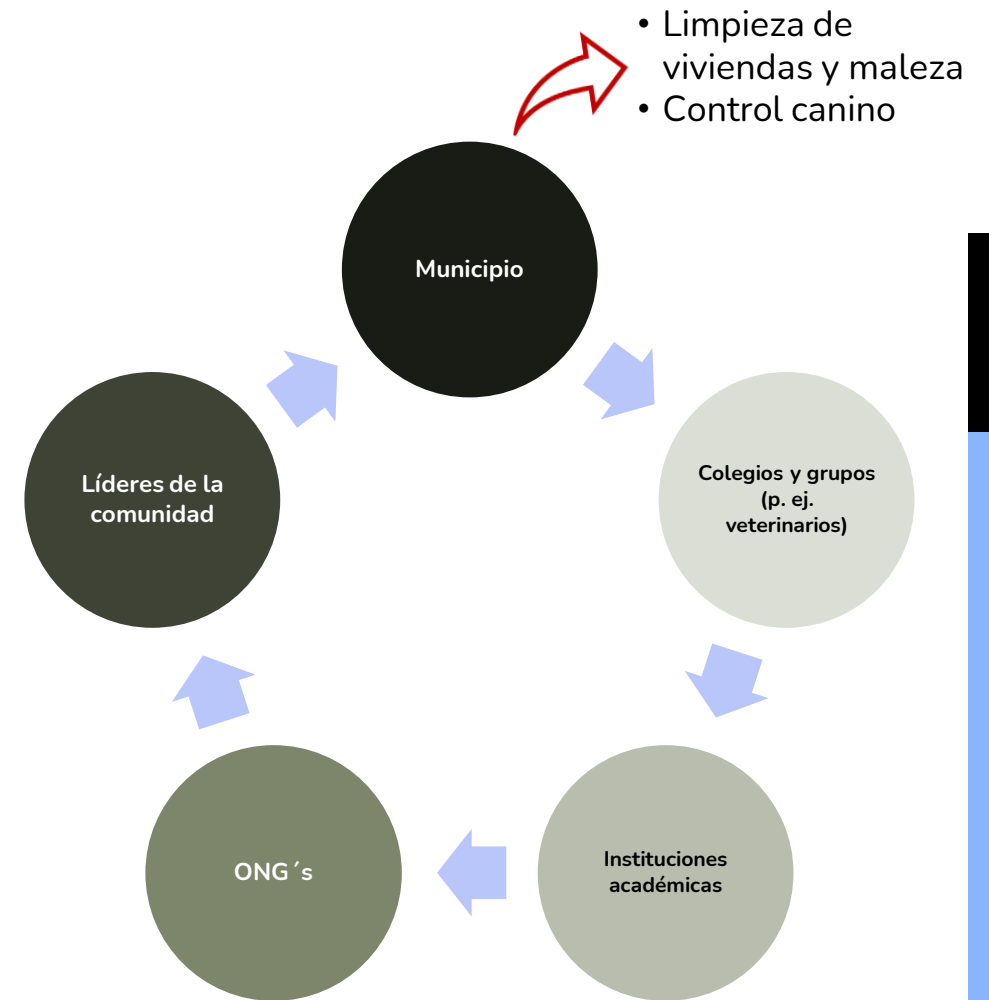 • Limpieza de
viviendas y maleza
• Control canino
Municipio
Líderes de la
comunidad
Colegios y grupos
(p. ej.
veterinarios)
ONG´s
Instituciones
académicas